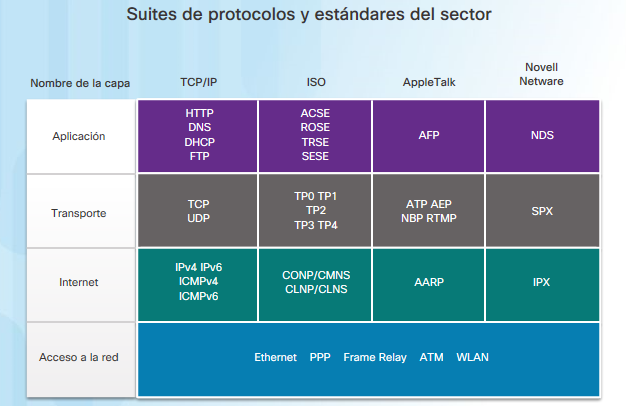 Suites de protocolos y estándares del sector
Nombre de la capa
TCP/IP
ISO
AppleTalk
Novell
Netware
Aplicación
HTTP
DNS
DHCP
FTP
ACSE
ROSE
TRSE
SESE
AFP
NDS
Transporte
TCP
UDP
TP0 TP1
TP2
TP3 TP4
ATP AEP
NBP RTMP
SPX
Internet
IPv4 IPv6
ICMPv4
ICMPv6
CONP/CMNS
CLNP/CLNS
AARP
IPX
Acceso a la red
Ethernet PPP Frame Relay ATM WLAN